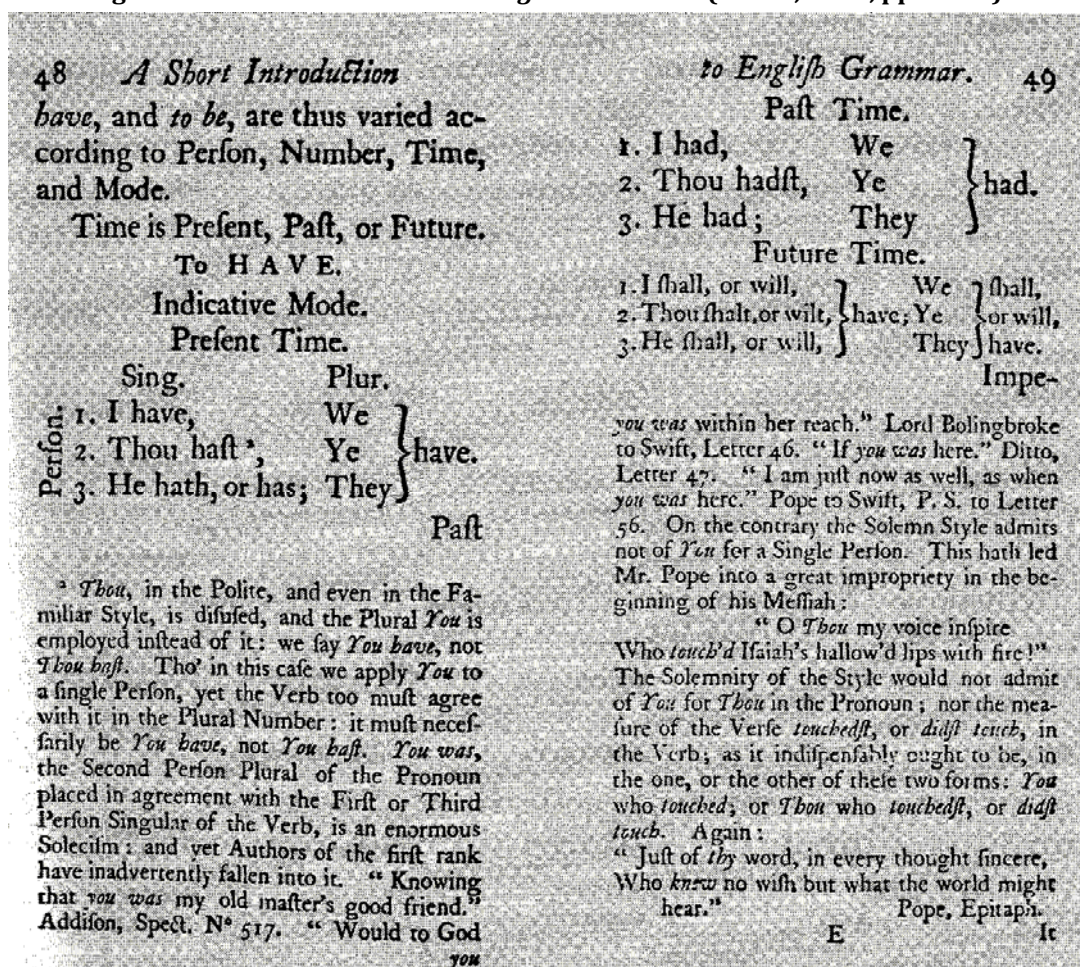 48 A Short Introduction
have, and to be, are thus varied ac-
cording to Perſon, Number, Time,
and Mode.
Time is Preſent, Paſt, or Future.
To HAVE.
Indicative Mode.
Preſent Time.
Sing. Plur.
Perſon.
1. I have, We
2. Thou haſt ², Ye } have.
3. He hath, or has; They
Paſt
² Thou, in the Polite, and even in the Fa-
miliar Style, is diſuſed, and the Plural You is
employed inſtead of it: we ſay You have, not
Thou haſt. Tho' in this caſe we apply You to
a ſingle Perſon, yet the Verb too muſt agree
with it in the Plural Number: it muſt neceſ-
ſarily be You have, not You haſt. You was,
the Second Perſon Plural of the Pronoun
placed in agreement with the Firſt or Third
Perſon Singular of the Verb, is an enormous
Soleciſm: and yet Authors of the firſt rank
have inadvertently fallen into it. “ Knowing
that you was my old maſter's good friend.”
Addiſon, Spect. Nº 517. “ Would to God
you
to Engliſh Grammar. 49
Paſt Time.
1. I had, We
2. Thou hadſt, Ye } had.
3. He had; They
Future Time.
1. I ſhall, or will, We ſhall,
2. Thou ſhalt, or wilt, } have; Ye } or will,
3. He ſhall, or will, They have.
Impe-
you was within her reach.” Lord Bolingbroke
to Swift, Letter 46. “ If you was here.” Ditto,
Letter 47. “ I am juſt now as well, as when
you was here.” Pope to Swift, P. S. to Letter
56. On the contrary the Solemn Style admits
not of You for a Single Perſon. This hath led
Mr. Pope into a great impropriety in the be-
ginning of his Meſſiah:
“ O Thou my voice inſpire
Who touch'd Iſaiah's hallow'd lips with fire!”
The Solemnity of the Style would not admit
of You for Thou in the Pronoun; nor the mea-
ſure of the Verſe touchedſt, or didſt touch, in
the Verb; as it indiſpenſably ought to be, in
the one, or the other of theſe two forms: You
who touched; or Thou who touchedſt, or didſt
touch. Again:
“ Juſt of thy word, in every thought ſincere,
Who knew no wiſh but what the world might
hear.” Pope, Epitaph.
E It